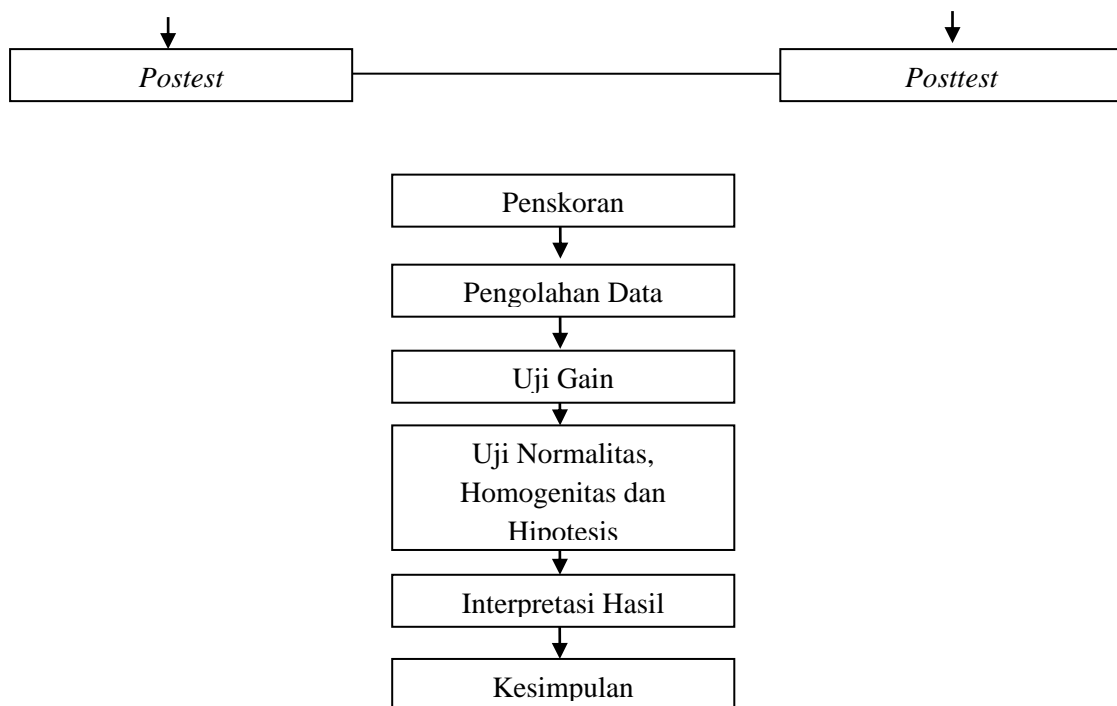 Postest
Posttest
Penskoran
Pengolahan Data
Uji Gain
Uji Normalitas,
Homogenitas dan
Hipotesis
Interpretasi Hasil
Kesimpulan